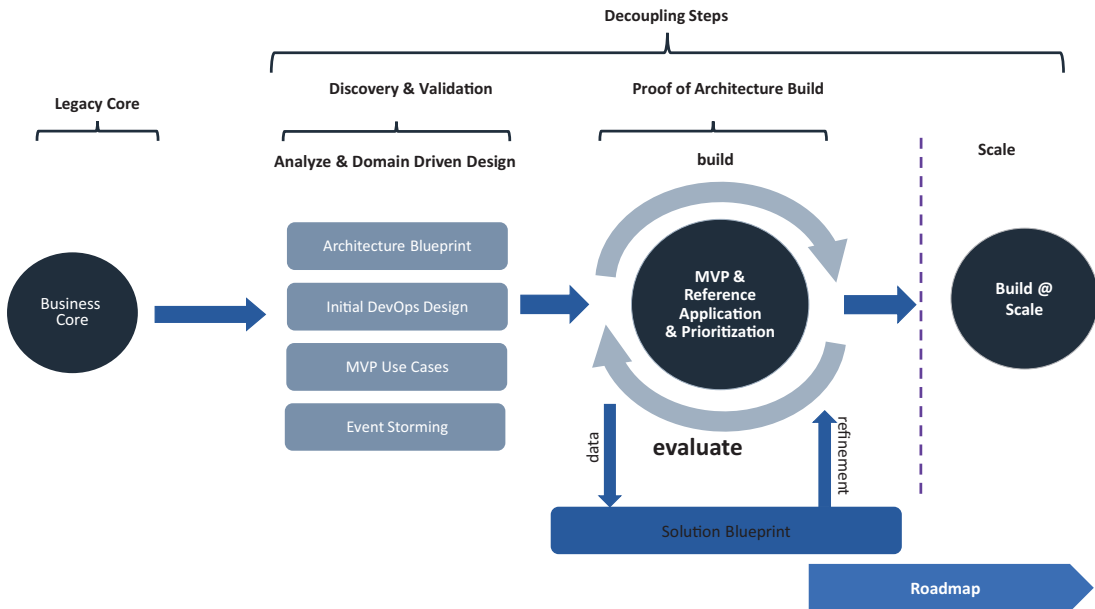 Decoupling Steps
Legacy Core
Discovery & Validation
Proof of Architecture Build
Analyze & Domain Driven Design
build
Scale
Business
Core
Architecture Blueprint
Initial DevOps Design
MVP Use Cases
Event Storming
MVP &
Reference
Application
& Prioritization
Build @
Scale
data
evaluate
refinement
Solution Blueprint
Roadmap